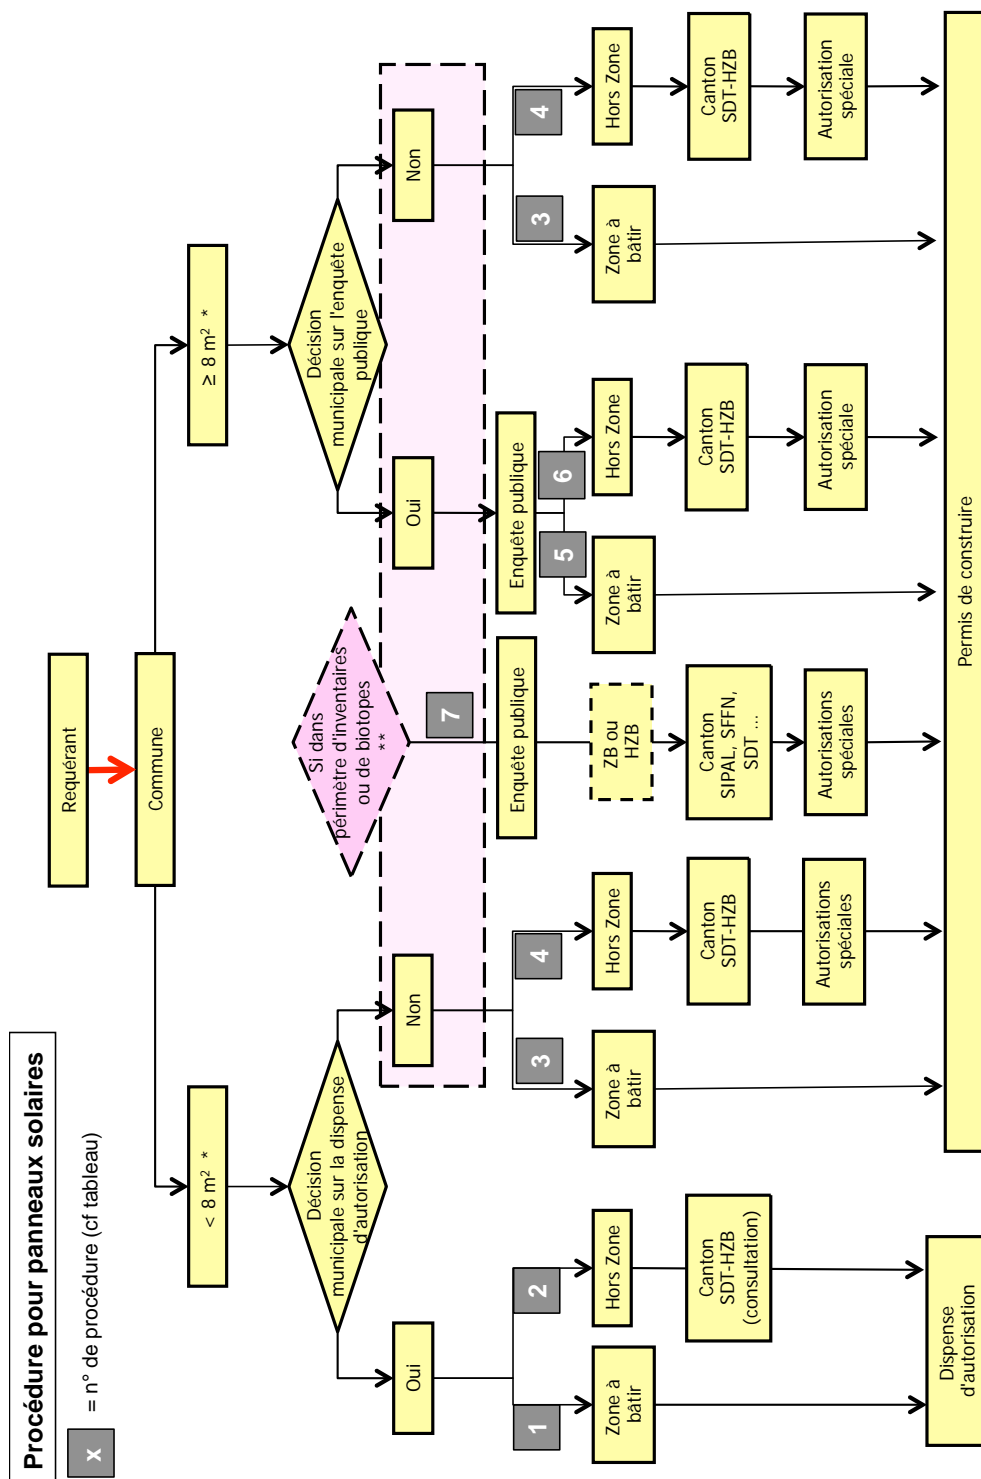 Procédure pour panneaux solaires
x = n° de procédure (cf tableau)
Requérant
Commune
< 8 m² *
≥ 8 m² *
Décision
municipale sur la dispense
d'autorisation
Si dans
périmètre d'inventaires
ou de biotopes
**
Décision
municipale sur l'enquête
publique
Oui
Non
7
Oui
Non
Enquête publique
Enquête publique
1
2
3
4
5
6
3
4
Zone à
bâtir
Hors Zone
Zone à
bâtir
Hors Zone
ZB ou
HZB
Zone à
bâtir
Hors Zone
Zone à
bâtir
Hors Zone
Canton
SDT-HZB
(consultation)
Canton
SDT-HZB
Canton
SIPAL, SFFN,
SDT ...
Canton
SDT-HZB
Canton
SDT-HZB
Autorisations
spéciales
Autorisations
spéciales
Autorisation
spéciale
Autorisation
spéciale
Dispense
d'autorisation
Permis de construire